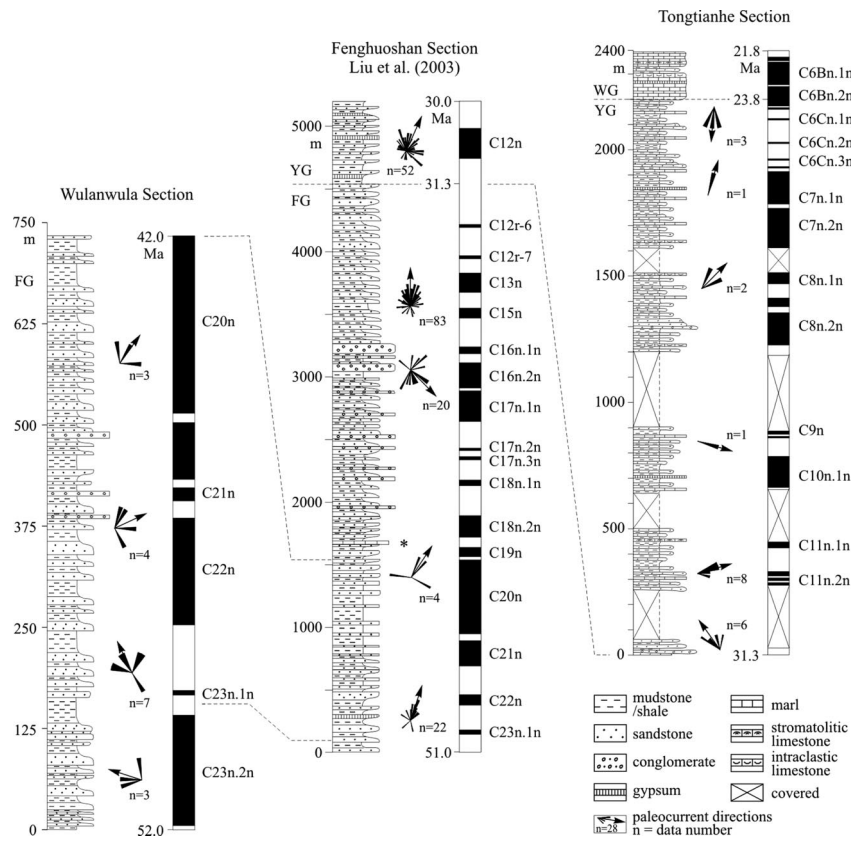 Wulanwula Section
750
m
FG
625
500
375
250
125
0
42.0
Ma
C20n
C21n
C22n
C23n.1n
C23n.2n
52.0
n=3
n=4
n=7
n=3
Fenghuoshan Section
Liu et al. (2003)
5000
m
YG
FG
4000
3000
2000
1000
0
30.0
Ma
C12n
31.3
C12r-6
C12r-7
C13n
C15n
C16n.1n
C16n.2n
C17n.1n
C17n.2n
C17n.3n
C18n.1n
C18n.2n
C19n
C20n
C21n
C22n
C23n.1n
51.0
n=52
n=83
n=20
*
n=4
n=22
Tongtianhe Section
2400
m
WG
YG
2000
1500
1000
500
0
21.8
Ma
C6Bn.1n
C6Bn.2n
23.8
C6Cn.1n
C6Cn.2n
C6Cn.3n
C7n.1n
C7n.2n
C8n.1n
C8n.2n
C9n
C10n.1n
C11n.1n
C11n.2n
31.3
n=3
n=1
n=2
n=1
n=8
n=6
mudstone
/shale
sandstone
conglomerate
gypsum
marl
stromatolitic
limestone
intraclastic
limestone
covered
n=28
paleocurrent directions
n = data number